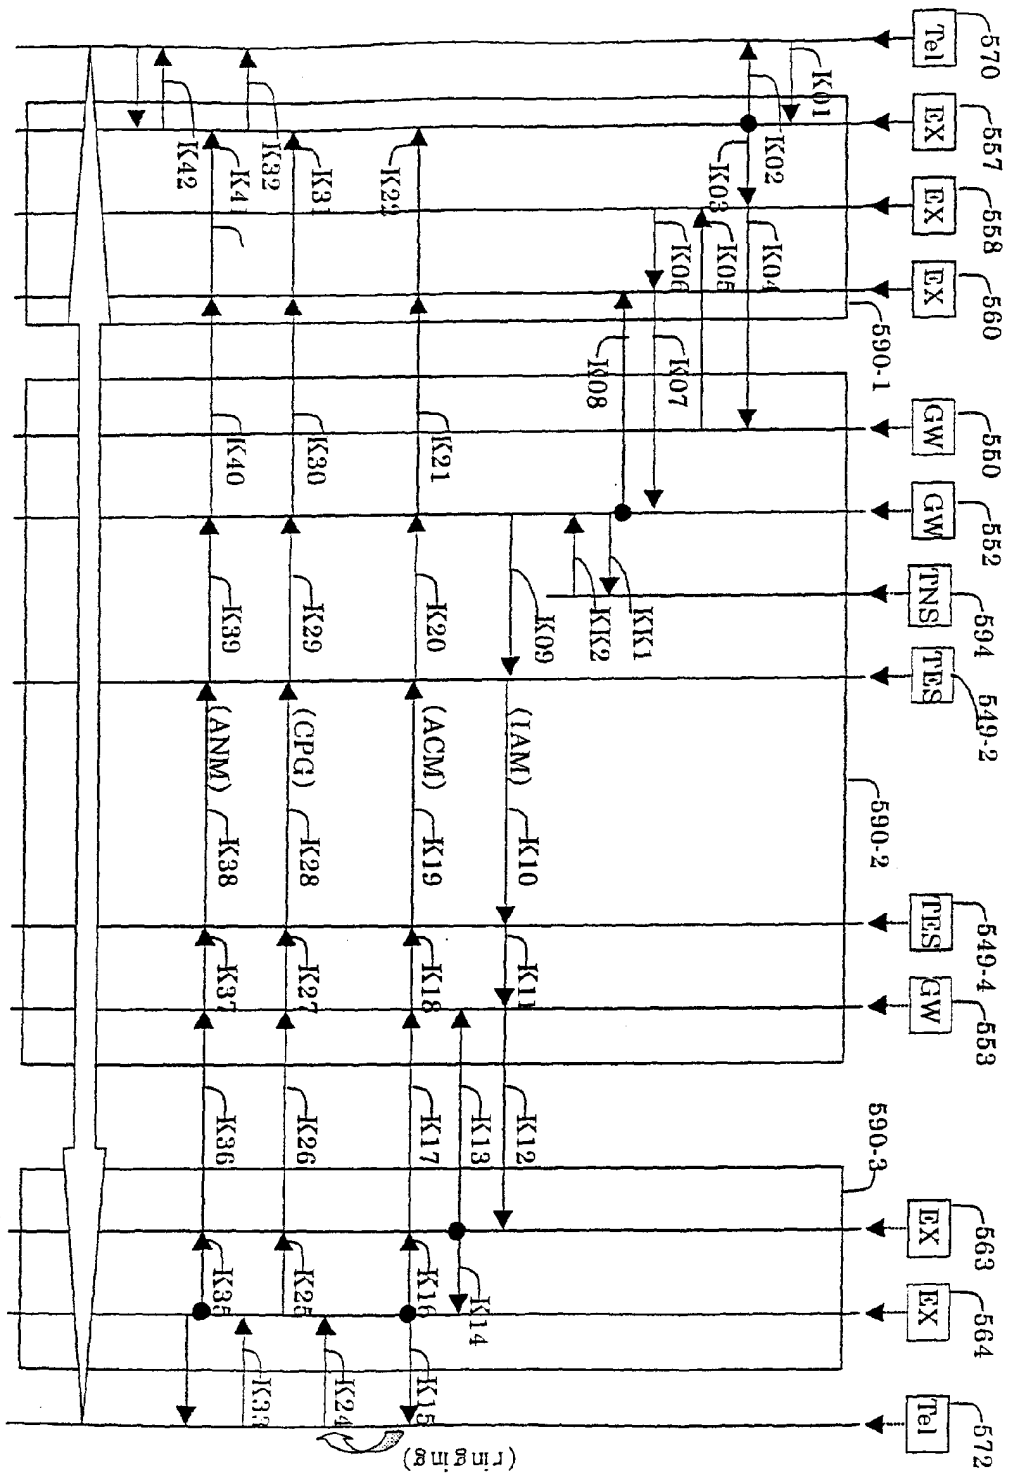 Tel 570
EX 557
EX 558
EX 560
590-1
GW 550
GW 552
TNS 594
TES 549-2
590-2
TES 549-4
GW 553
590-3
EX 563
EX 564
Tel 572
K01
K02
K03
K04
K05
K06
K07
K08
KK1
KK2
K09
(IAM) K10
K11
K12
K13
K14
K15
(ringing)
K16
K17
K18
(ACM) K19
K20
K21
K22
K24
K25
K26
K27
(CPG) K28
K29
K30
K31
K32
K33
K35
K36
K37
(ANM) K38
K39
K40
K41
K42